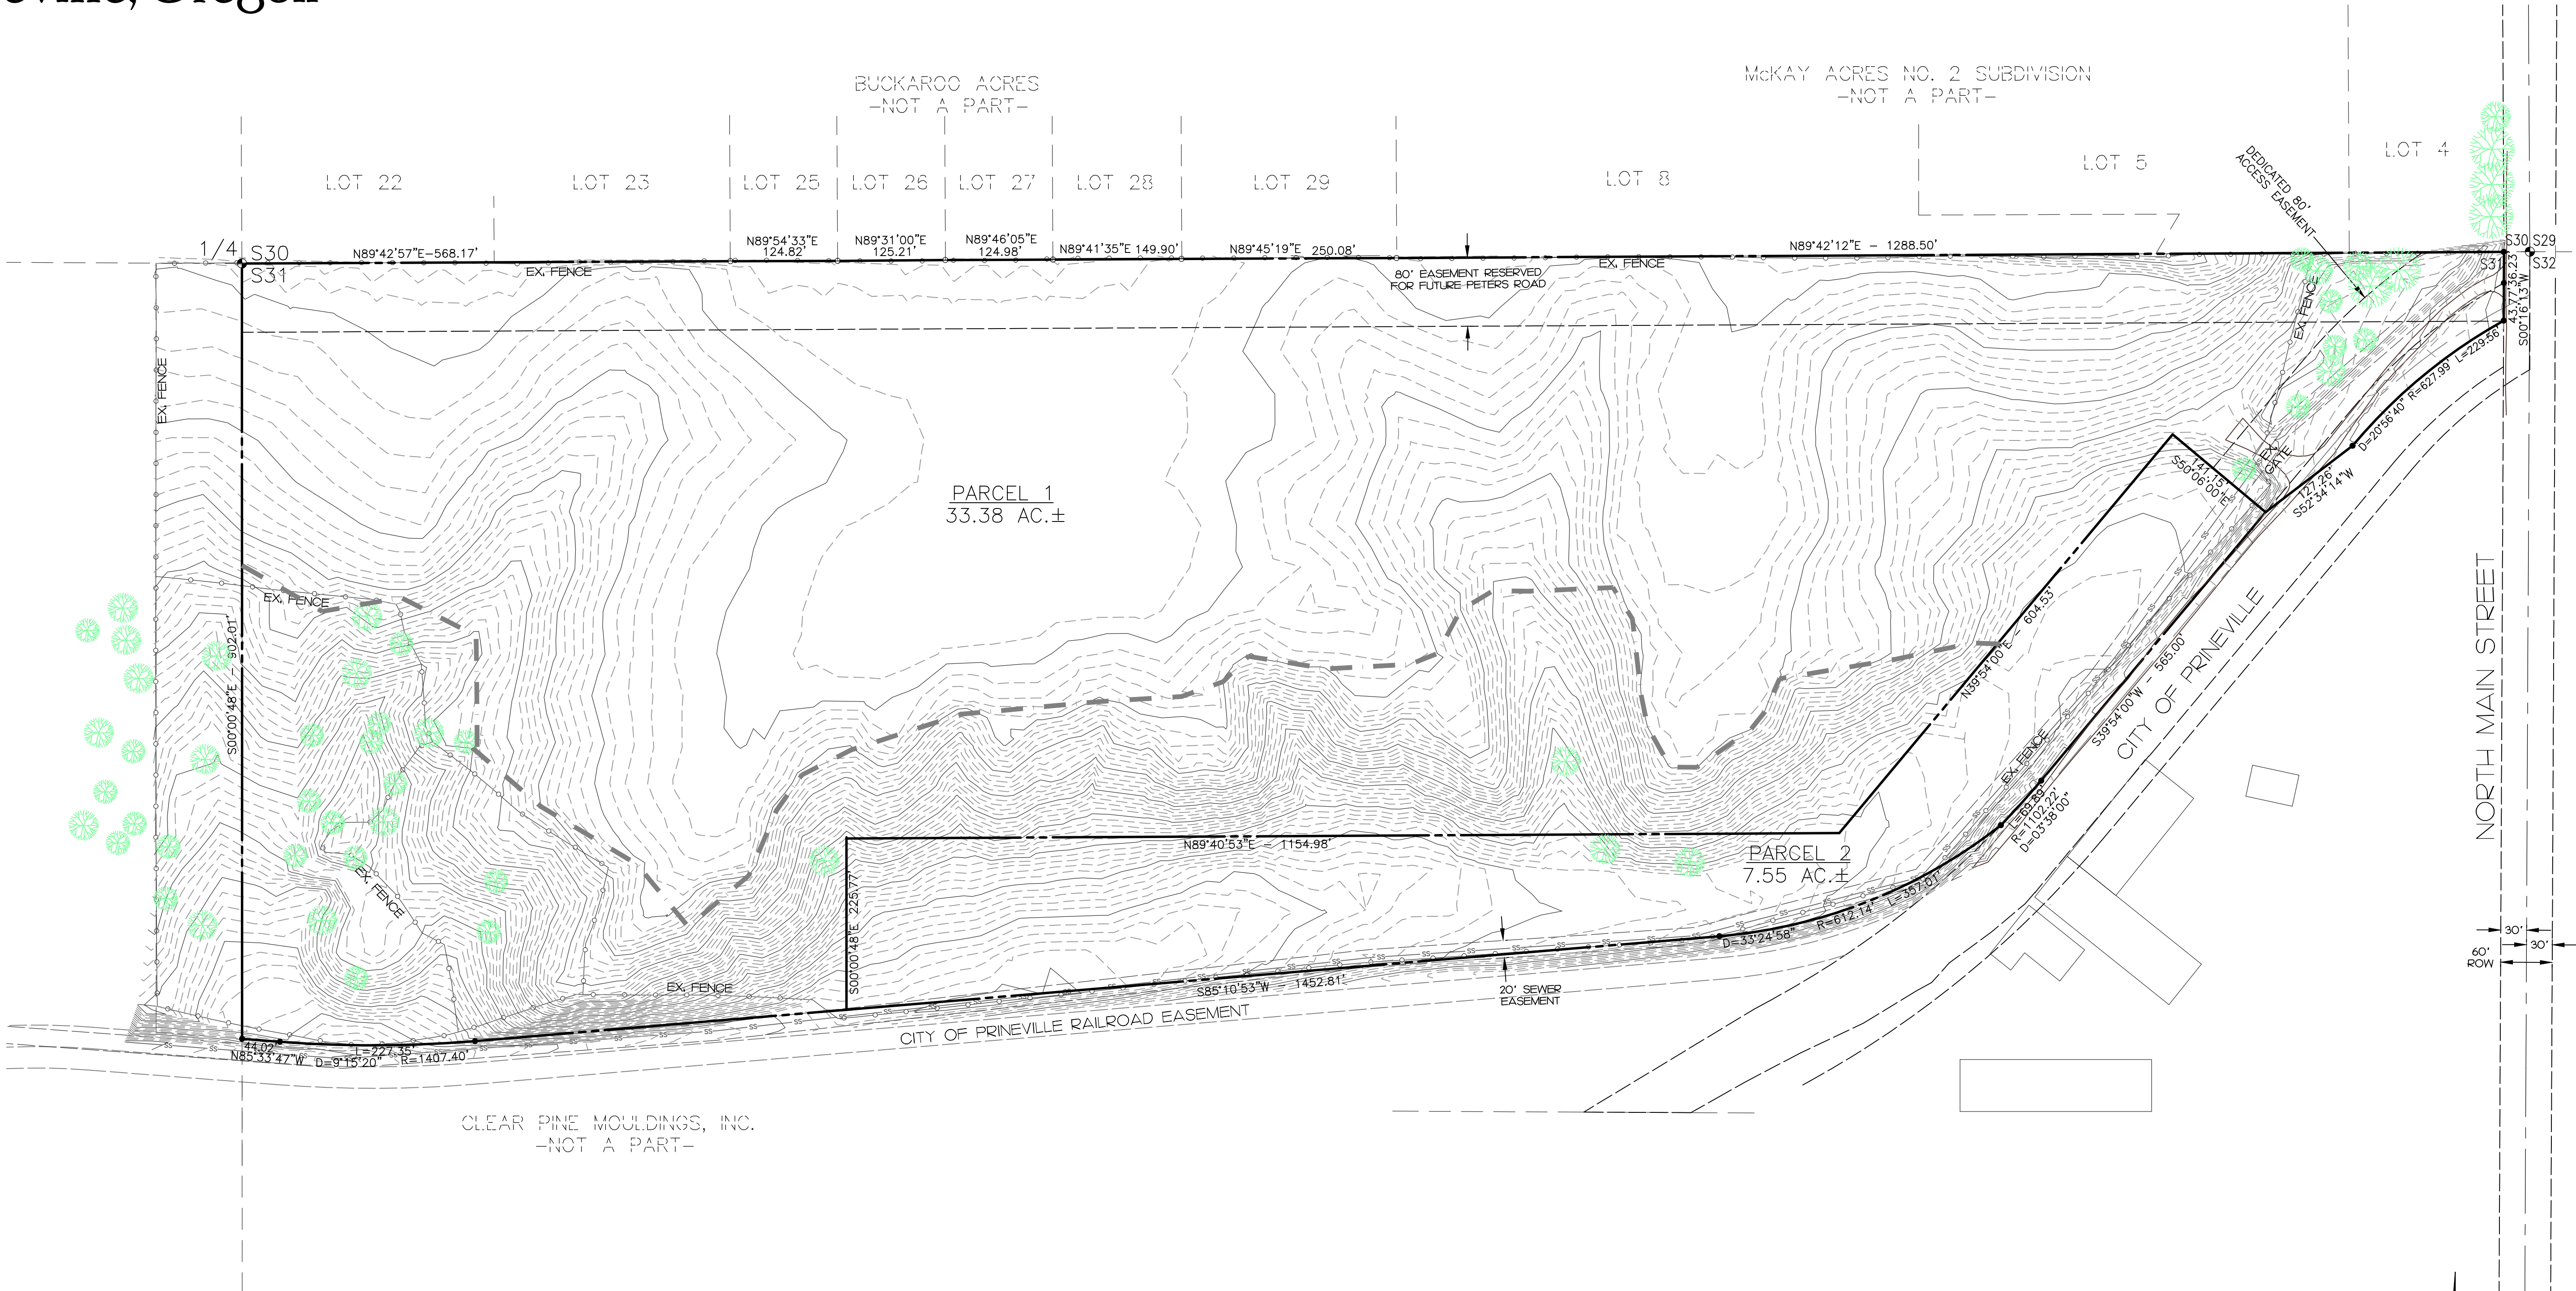 BUCKAROO ACRES
-NOT A PART-
McKAY ACRES NO. 2 SUBDIVISION
-NOT A PART-
LOT 22
LOT 23
LOT 25
LOT 26
LOT 27
LOT 28
LOT 29
LOT 8
LOT 5
LOT 4
DEDICATED 80'
ACCESS EASEMENT
1/4
S30
S31
N89°42'57"E-568.17'
N89°54'33"E
124.82'
N89°31'00"E
125.21'
N89°46'05"E
124.98'
N89°41'35"E 149.90'
N89°45'19"E 250.08'
N89°42'12"E - 1288.50'
S30
S29
S31
S32
EX. FENCE
EX. FENCE
80' EASEMENT RESERVED
FOR FUTURE PETERS ROAD
36.23'
43.77'
S00°16'13"W
EX. FENCE
EX. FENCE
D=20°56'40" R=627.99' L=229.56'
EX.
GATE
141.15'
S50°06'00"E
127.26'
S52°34'14"W
PARCEL 1
33.38 AC.±
EX. FENCE
S00°00'48"E - 902.01'
N39°54'00"E - 604.53'
S39°54'00"W - 565.00'
CITY OF PRINEVILLE
NORTH MAIN STREET
EX. FENCE
L=69.89'
R=1102.22'
D=03°38'00"
N89°40'53"E - 1154.98'
PARCEL 2
7.55 AC.±
EX. FENCE
S00°00'48"E 225.77'
D=33°24'58" R=612.14' L=357.01'
30'
30'
60'
ROW
EX. FENCE
S85°10'53"W - 1452.81'
20' SEWER
EASEMENT
CITY OF PRINEVILLE RAILROAD EASEMENT
44.02'
N85°33'47"W
L=227.35'
D=9°15'20" R=1407.40'
CLEAR PINE MOULDINGS, INC.
-NOT A PART-